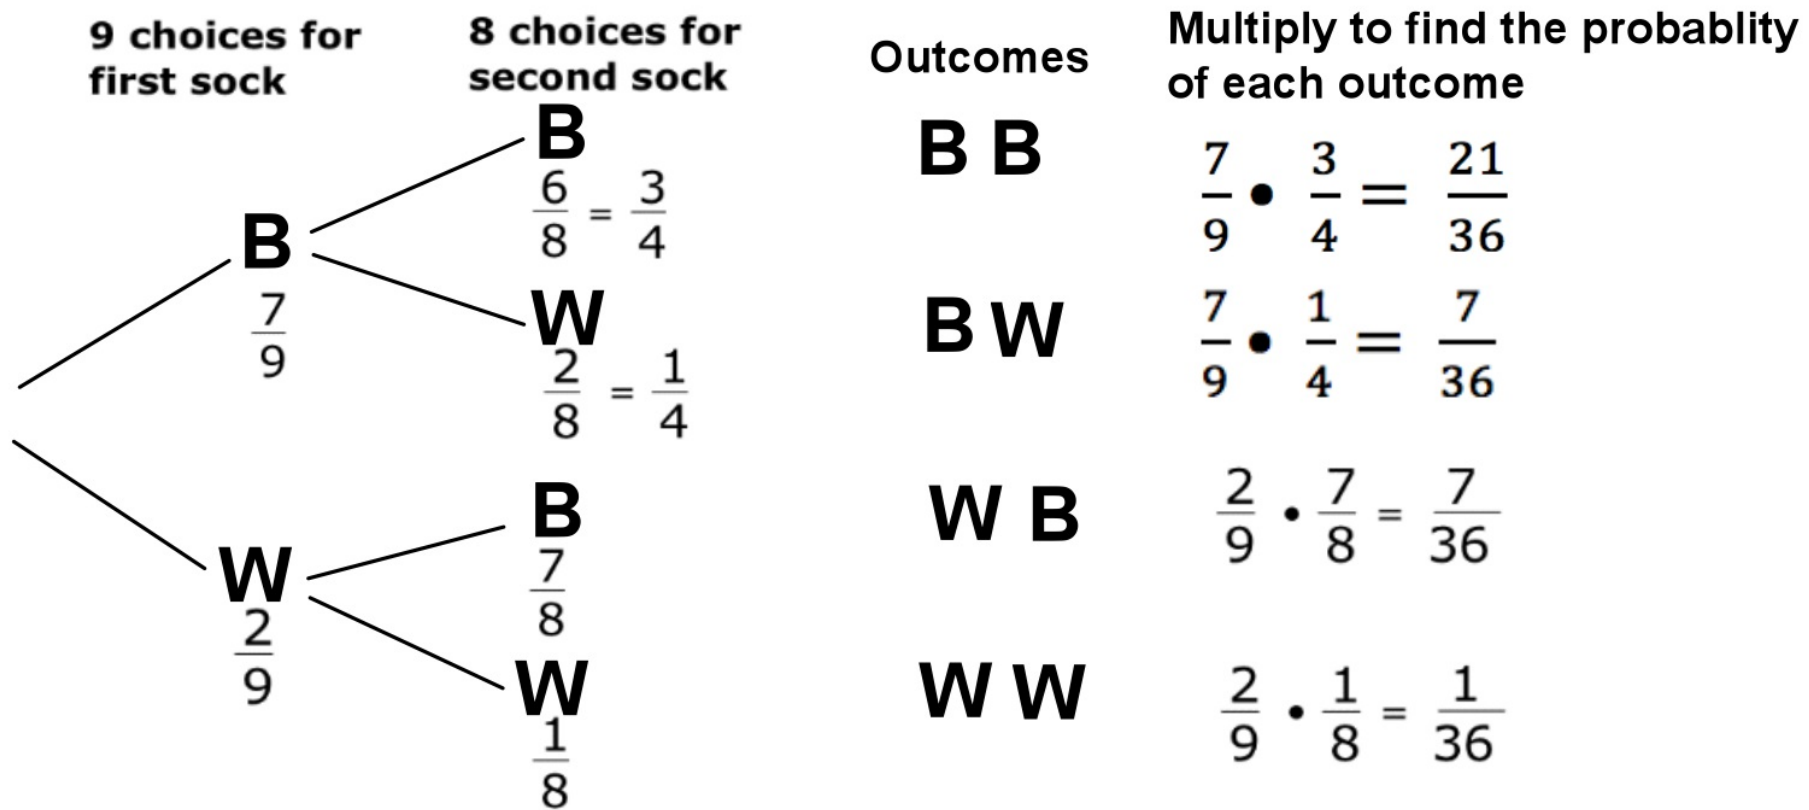 9 choices for
first sock
8 choices for
second sock
Outcomes
Multiply to find the probablity
of each outcome
B
7/9
B
6/8 = 3/4
W
2/8 = 1/4
W
2/9
B
7/8
W
1/8
B B
7/9 • 3/4 = 21/36
B W
7/9 • 1/4 = 7/36
W B
2/9 • 7/8 = 7/36
W W
2/9 • 1/8 = 1/36